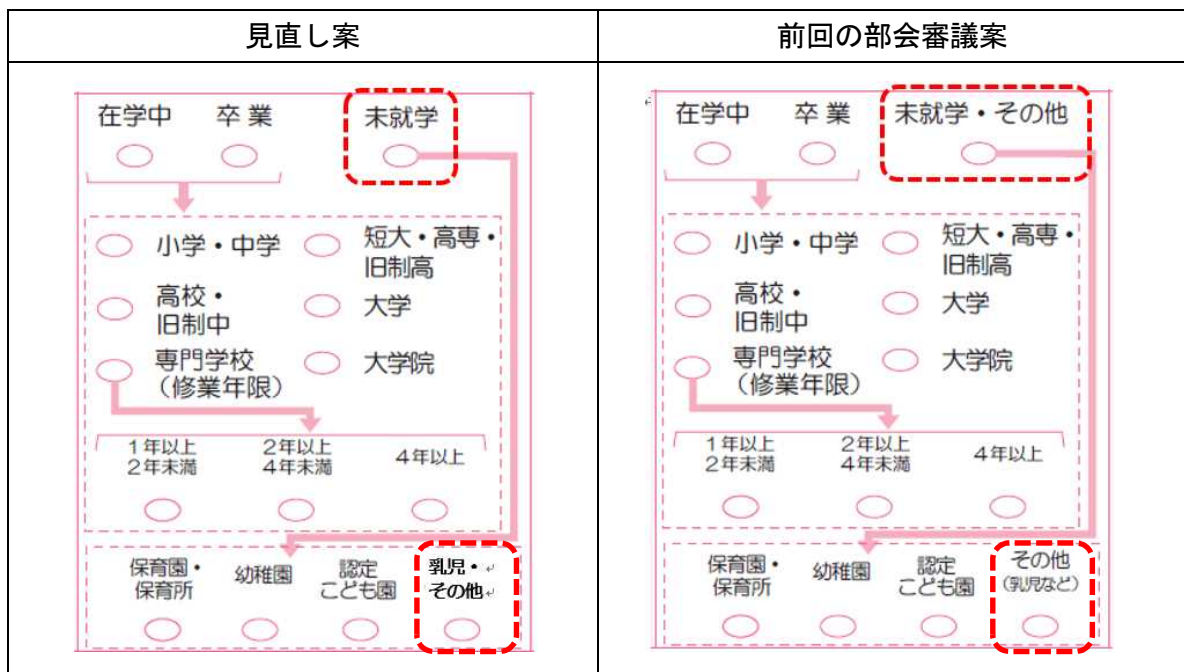 見直し案
前回の部会審議案
在学中 卒業 未就学
小学・中学 短大・高専・
旧制高
高校・
旧制中
大学
専門学校
（修業年限）
大学院
1年以上
2年未満
2年以上
4年未満
4年以上
保育園・
保育所
幼稚園
認定
こども園
乳児・
その他
在学中 卒業 未就学・その他
小学・中学 短大・高専・
旧制高
高校・
旧制中
大学
専門学校
（修業年限）
大学院
1年以上
2年未満
2年以上
4年未満
4年以上
保育園・
保育所
幼稚園
認定
こども園
その他
（乳児など）